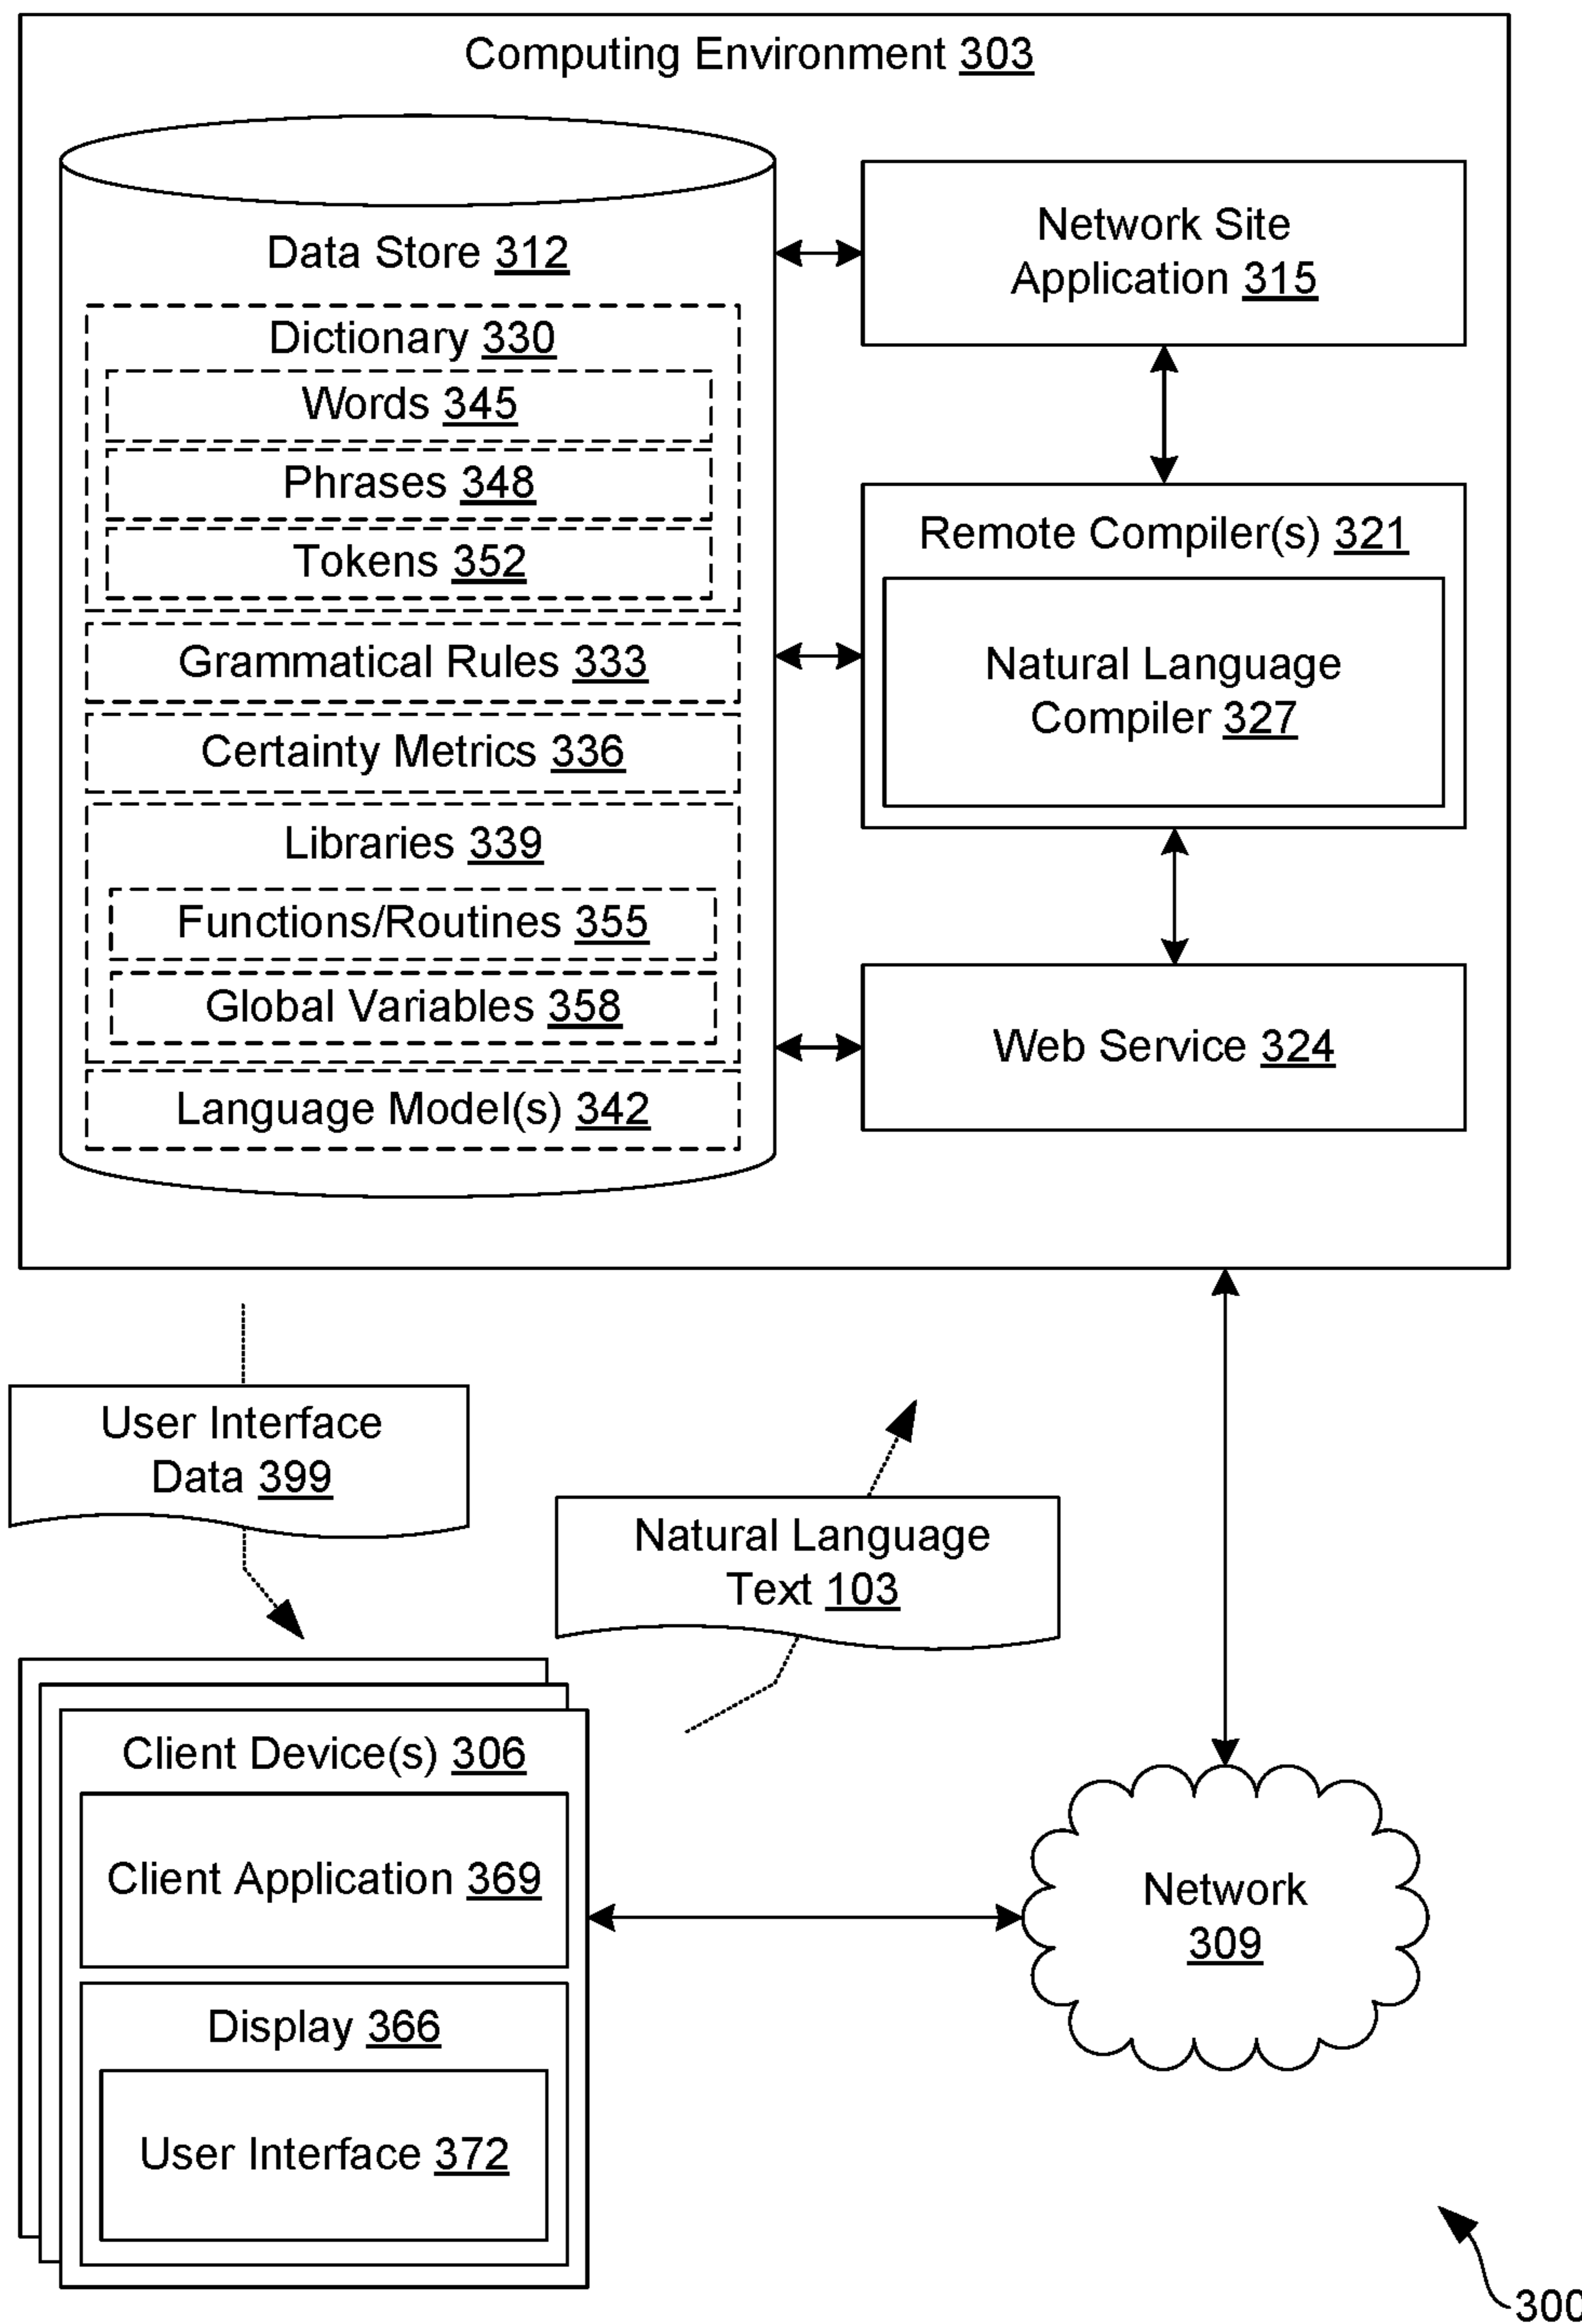 Computing Environment 303
Data Store 312
Dictionary 330
Words 345
Phrases 348
Tokens 352
Grammatical Rules 333
Certainty Metrics 336
Libraries 339
Functions/Routines 355
Global Variables 358
Language Model(s) 342
Network Site
Application 315
Remote Compiler(s) 321
Natural Language
Compiler 327
Web Service 324
User Interface
Data 399
Natural Language
Text 103
Client Device(s) 306
Client Application 369
Display 366
User Interface 372
Network
309
300